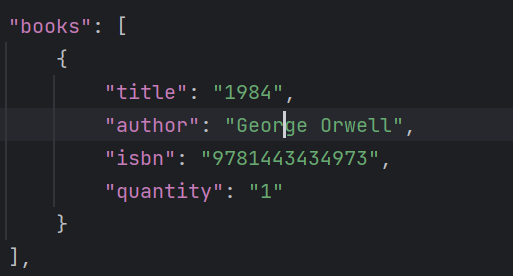 "books": [
{
"title": "1984",
"author": "George Orwell",
"isbn": "9781443434973",
"quantity": "1"
}
],